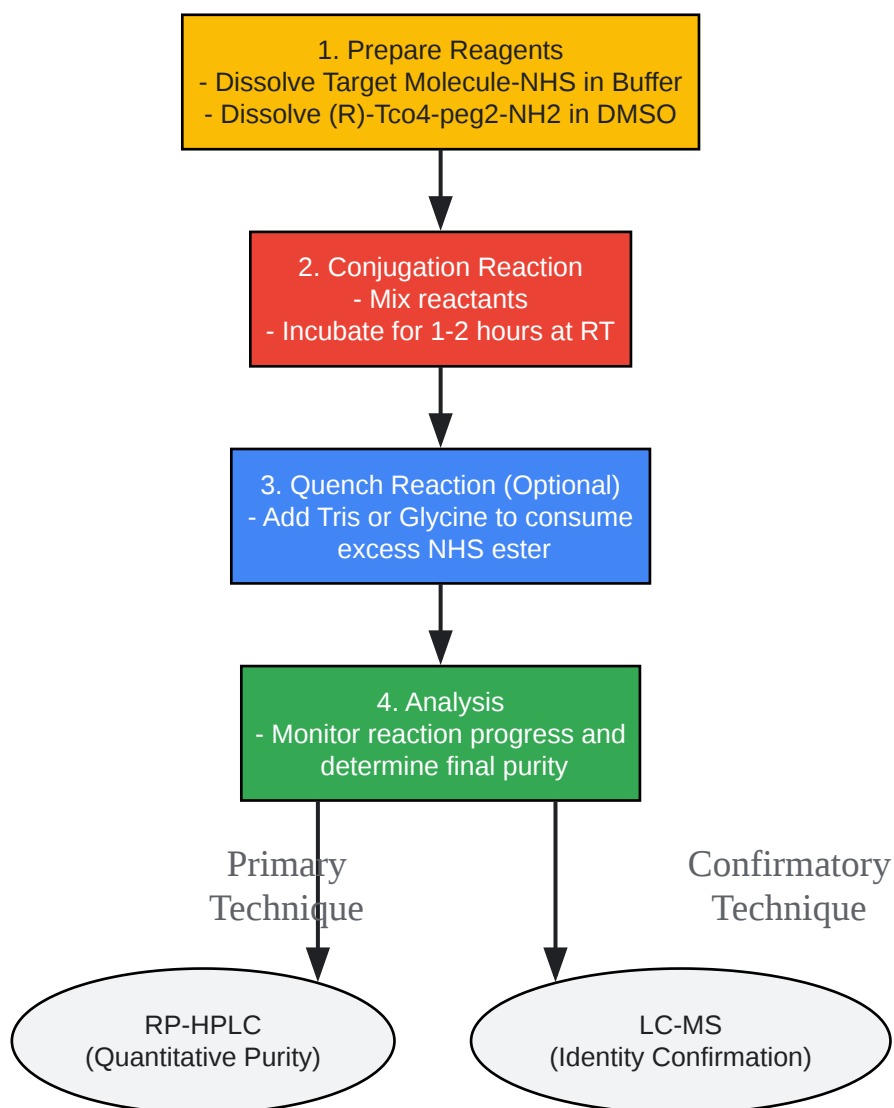 1. Prepare Reagents
- Dissolve Target Molecule-NHS in Buffer
- Dissolve (R)-Tco4-peg2-NH2 in DMSO
2. Conjugation Reaction
- Mix reactants
- Incubate for 1-2 hours at RT
3. Quench Reaction (Optional)
- Add Tris or Glycine to consume
excess NHS ester
4. Analysis
- Monitor reaction progress and
determine final purity
Primary
Technique
Confirmatory
Technique
RP-HPLC
(Quantitative Purity)
LC-MS
(Identity Confirmation)